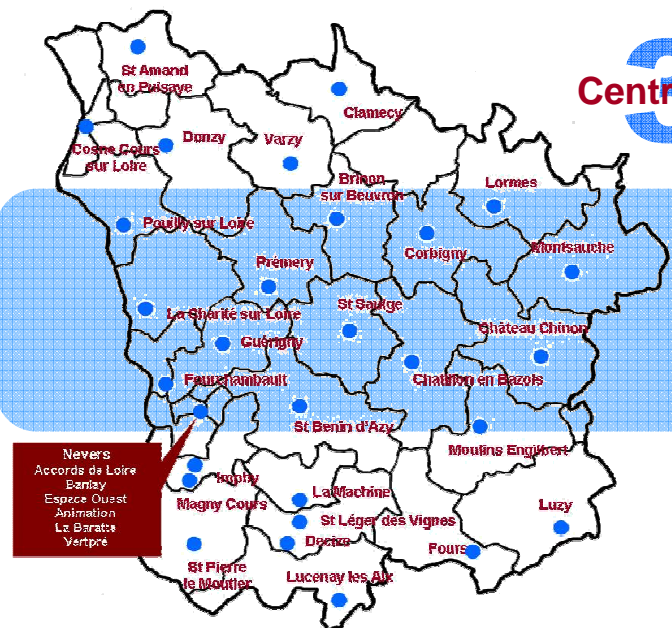 3
Centr
St Amand
en Puisaye
Clamecy
Cosne Cours
sur Loire
Donzy
Varzy
Brinon
sur Beuvron
Lormes
Pouilly sur Loire
Corbigny
Montsauche
Prémery
La Charité sur Loire
St Saulge
Château Chinon
Guérigny
Fourchambault
Chatillon en Bazois
St Benin d'Azy
Moulins Engilbert
Nevers
Accords de Loire
Banlay
Espace Ouest
Animation
La Baratte
Vertpré
Imphy
Magny Cours
La Machine
St Léger des Vignes
Decize
Luzy
Fours
St Pierre
le Moutier
Lucenay les Aix